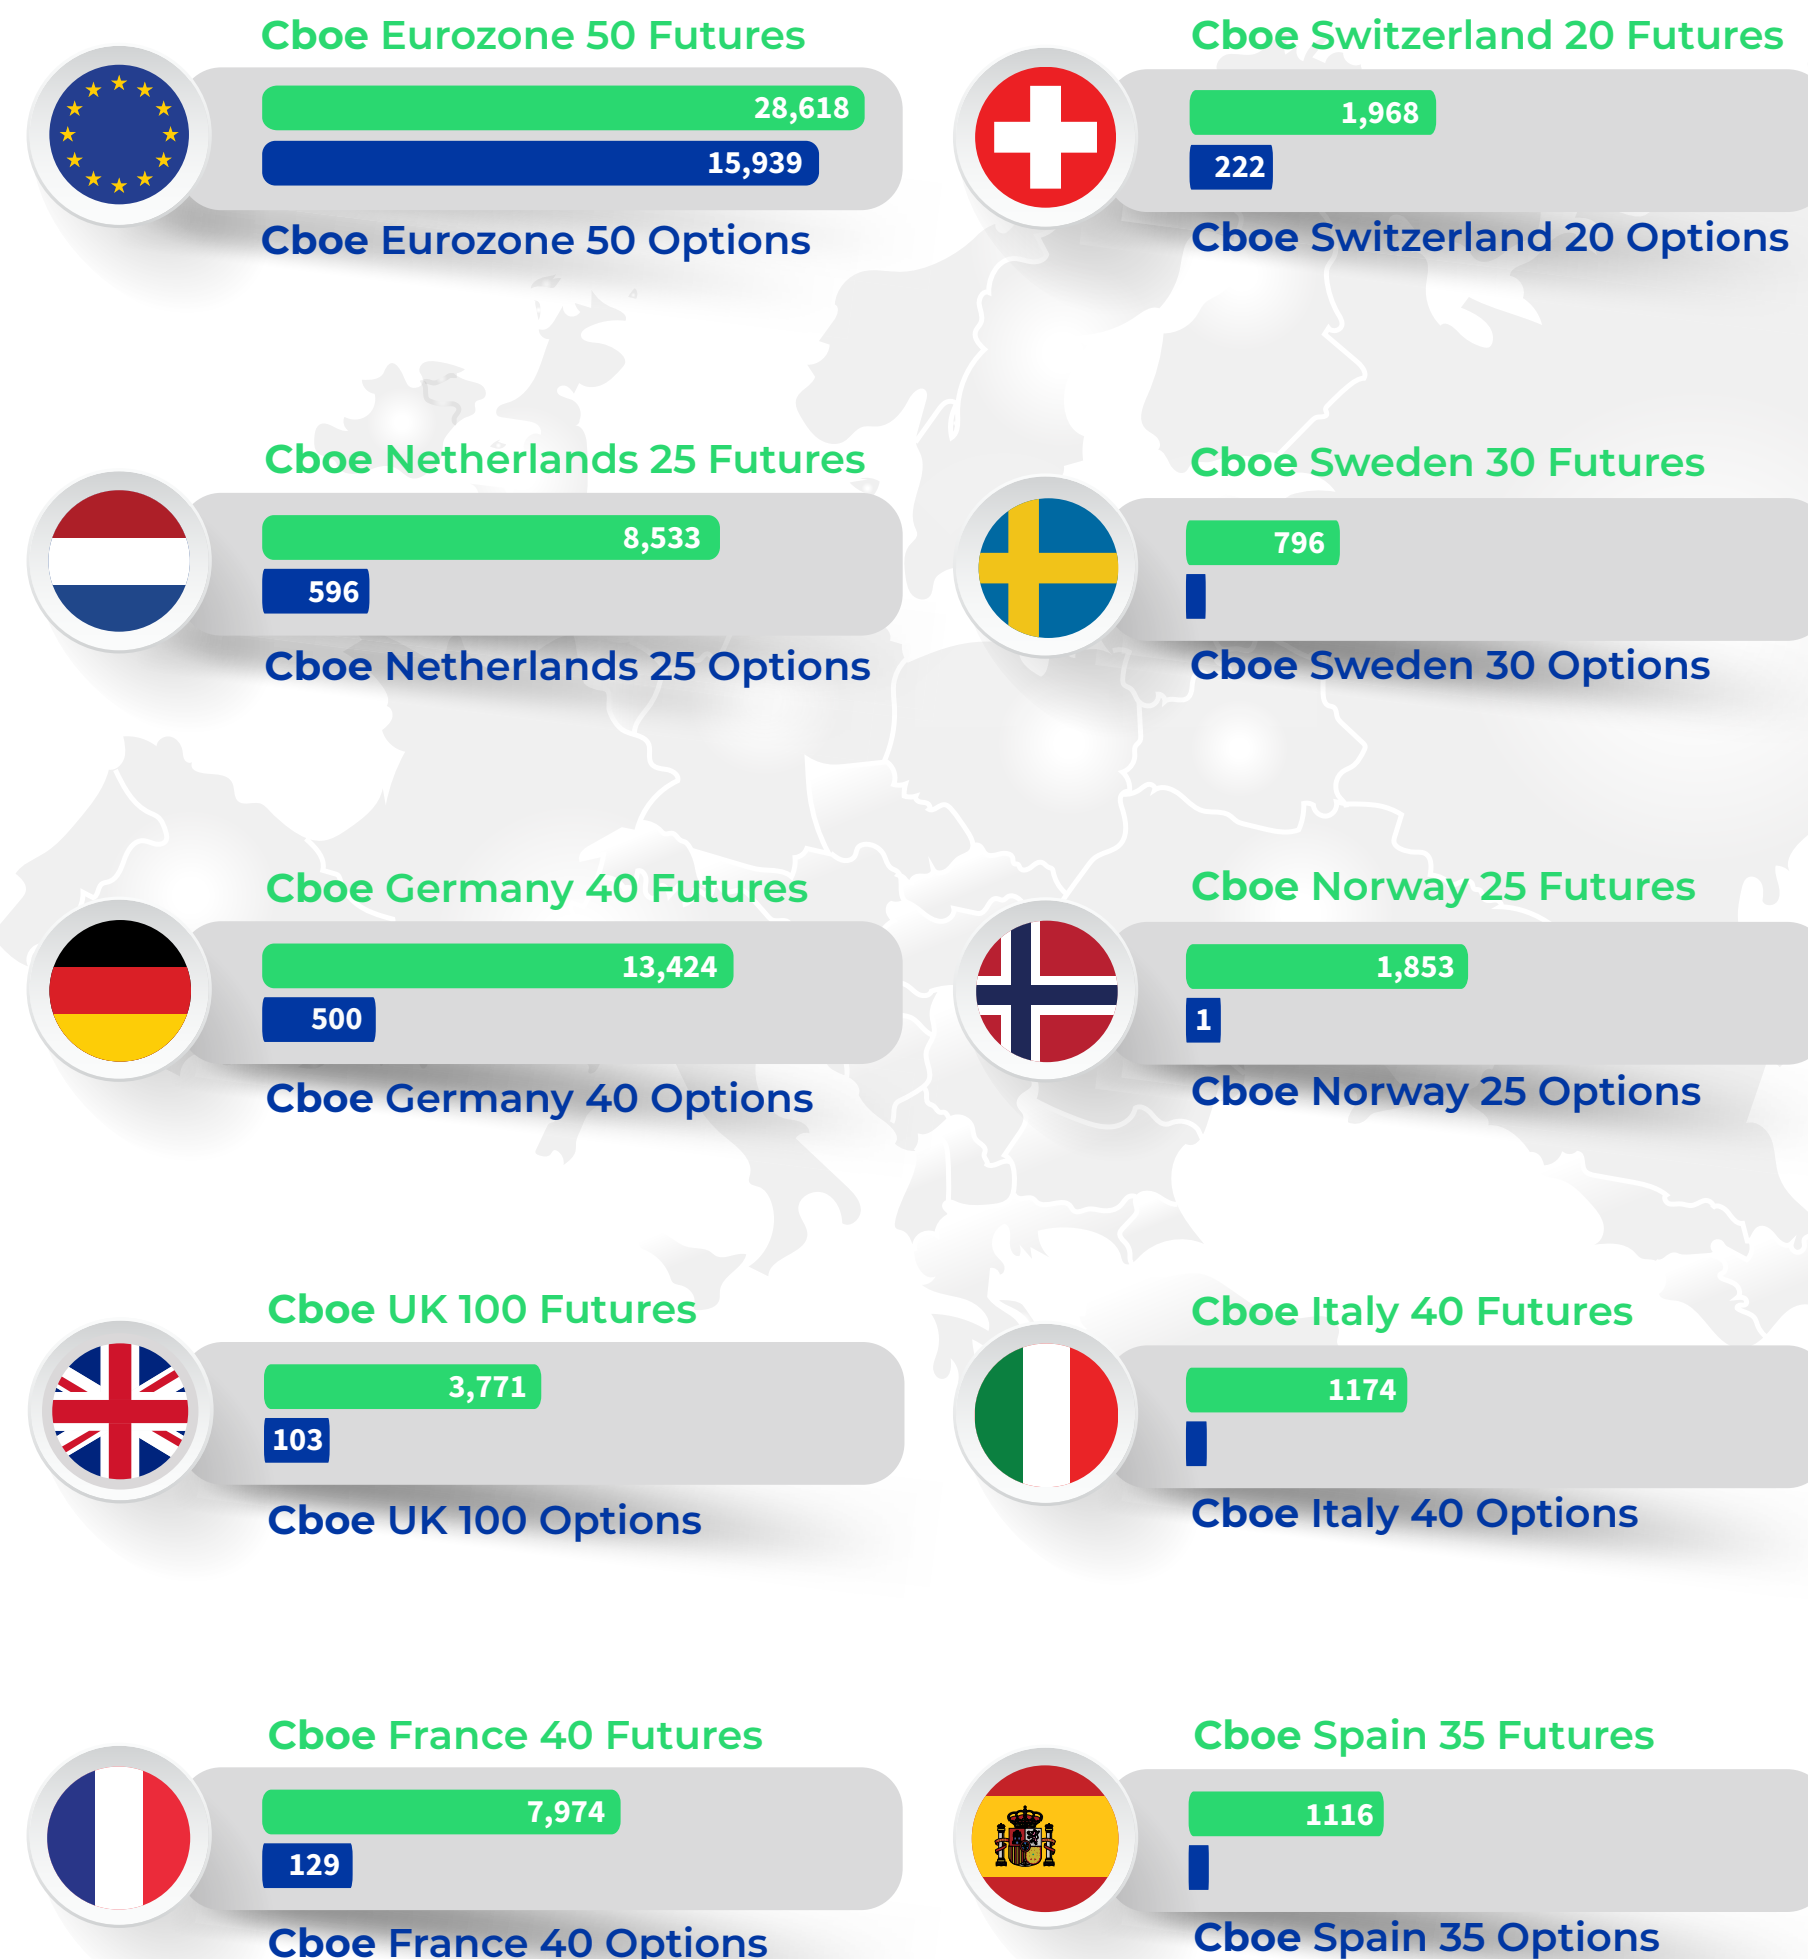 Cboe Eurozone 50 Futures
28,618
15,939
Cboe Eurozone 50 Options
Cboe Switzerland 20 Futures
1,968
222
Cboe Switzerland 20 Options
Cboe Netherlands 25 Futures
8,533
596
Cboe Netherlands 25 Options
Cboe Sweden 30 Futures
796
Cboe Sweden 30 Options
Cboe Germany 40 Futures
13,424
500
Cboe Germany 40 Options
Cboe Norway 25 Futures
1,853
1
Cboe Norway 25 Options
Cboe UK 100 Futures
3,771
103
Cboe UK 100 Options
Cboe Italy 40 Futures
1174
Cboe Italy 40 Options
Cboe France 40 Futures
7,974
129
Cboe France 40 Options
Cboe Spain 35 Futures
1116
Cboe Spain 35 Options